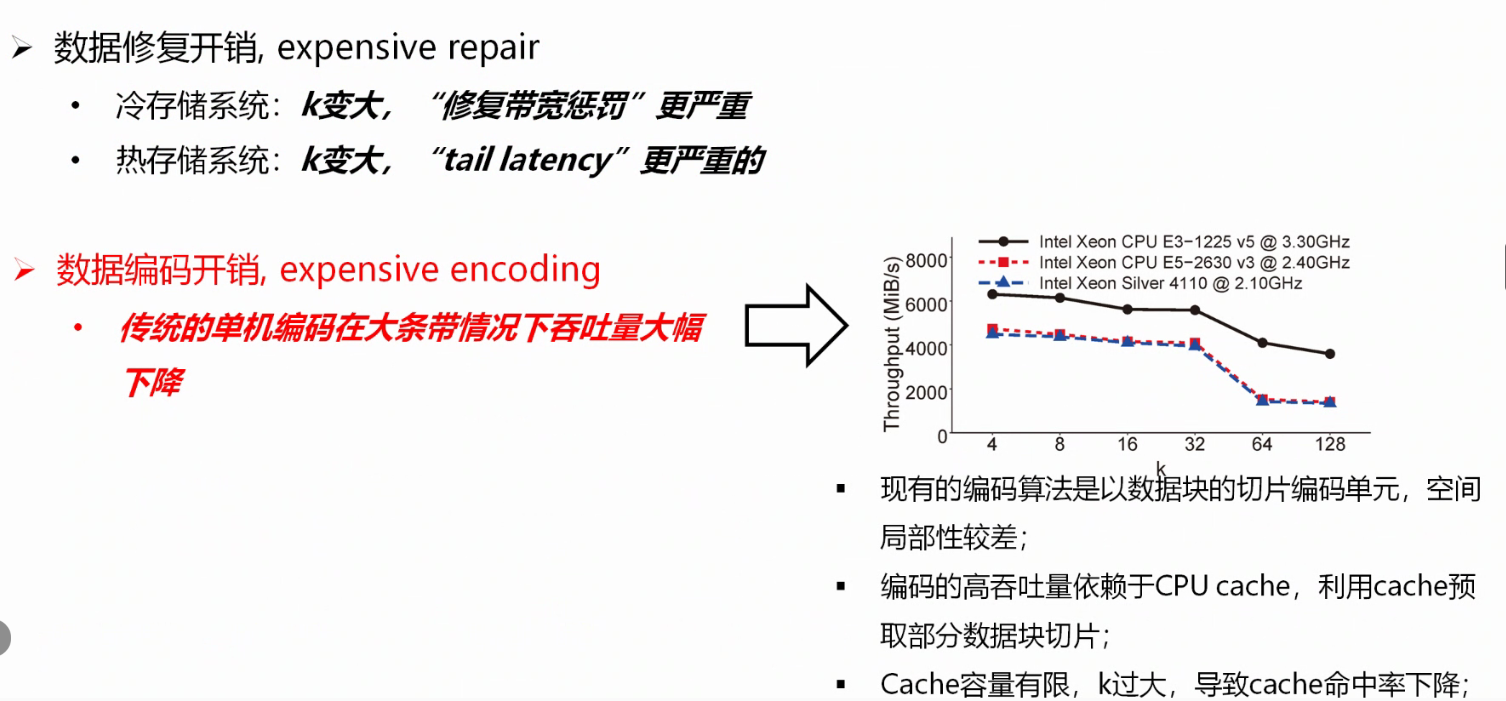 数据修复开销, expensive repair
冷存储系统：k变大，“修复带宽惩罚”更严重
热存储系统：k变大，“tail latency”更严重的
数据编码开销, expensive encoding
传统的单机编码在大条带情况下吞吐量大幅
下降
Intel Xeon CPU E3-1225 v5 @ 3.30GHz
Intel Xeon CPU E5-2630 v3 @ 2.40GHz
Intel Xeon Silver 4110 @ 2.10GHz
Throughput (MiB/s)
8000
6000
4000
2000
0
4 8 16 32 64 128
k
现有的编码算法是以数据块的切片编码单元，空间
局部性较差；
编码的高吞吐量依赖于CPU cache，利用cache预
取部分数据块切片；
Cache容量有限，k过大，导致cache命中率下降；